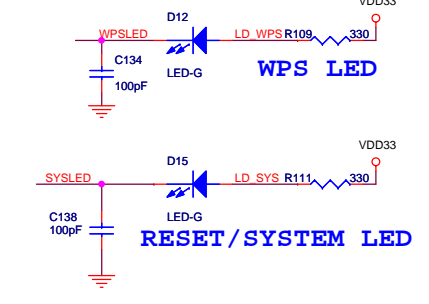 VDD33
D12
WPSLED
LD_WPS R109 330
C134
100pF
LED-G
WPS LED
VDD33
D15
SYSLED
LD_SYS R111 330
C138
100pF
LED-G
RESET/SYSTEM LED